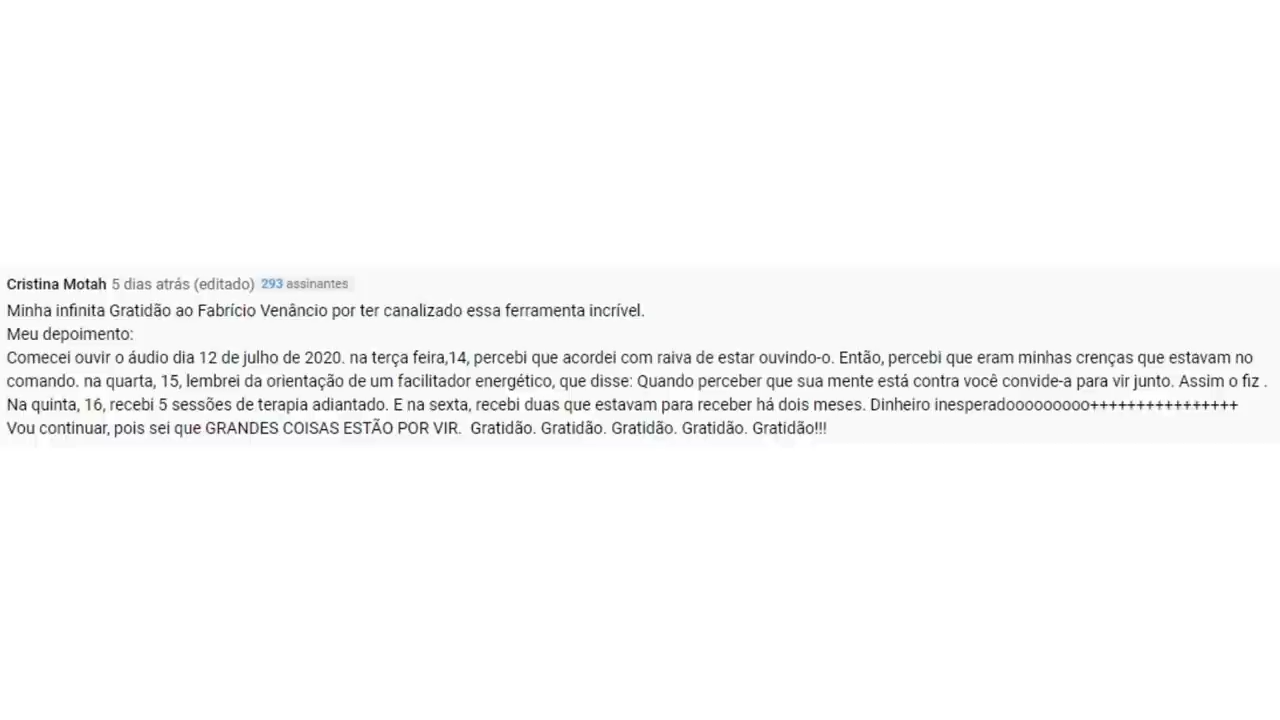 Cristina Motah 5 dias atrás (editado) 293 assinantes
Minha infinita Gratidão ao Fabrício Venâncio por ter canalizado essa ferramenta incrível.
Meu depoimento:
Comecei ouvir o áudio dia 12 de julho de 2020. na terça feira,14, percebi que acordei com raiva de estar ouvindo-o. Então, percebi que eram minhas crenças que estavam no
comando. na quarta, 15, lembrei da orientação de um facilitador energético, que disse: Quando perceber que sua mente está contra você convide-a para vir junto. Assim o fiz .
Na quinta, 16, recebi 5 sessões de terapia adiantado. E na sexta, recebi duas que estavam para receber há dois meses. Dinheiro inesperadooooooooo++++++++++++++++
Vou continuar, pois sei que GRANDES COISAS ESTÃO POR VIR.  Gratidão. Gratidão. Gratidão. Gratidão. Gratidão!!!